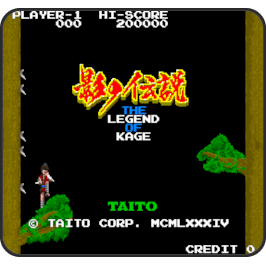 PLAYER-1 HI-SCORE
000 200000
影の伝説
THE
LEGEND
OF
KAGE
TAITO
© TAITO CORP. MCMLXXXIV
CREDIT 0